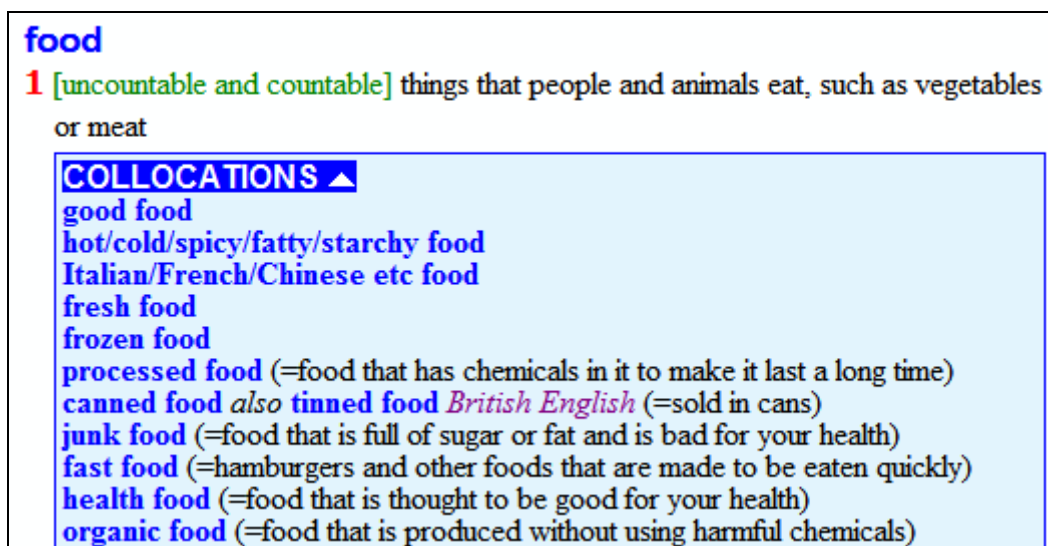 food
1 [uncountable and countable] things that people and animals eat, such as vegetables
or meat
COLLOCATIONS ▲
good food
hot/cold/spicy/fatty/starchy food
Italian/French/Chinese etc food
fresh food
frozen food
processed food (=food that has chemicals in it to make it last a long time)
canned food also tinned food British English (=sold in cans)
junk food (=food that is full of sugar or fat and is bad for your health)
fast food (=hamburgers and other foods that are made to be eaten quickly)
health food (=food that is thought to be good for your health)
organic food (=food that is produced without using harmful chemicals)